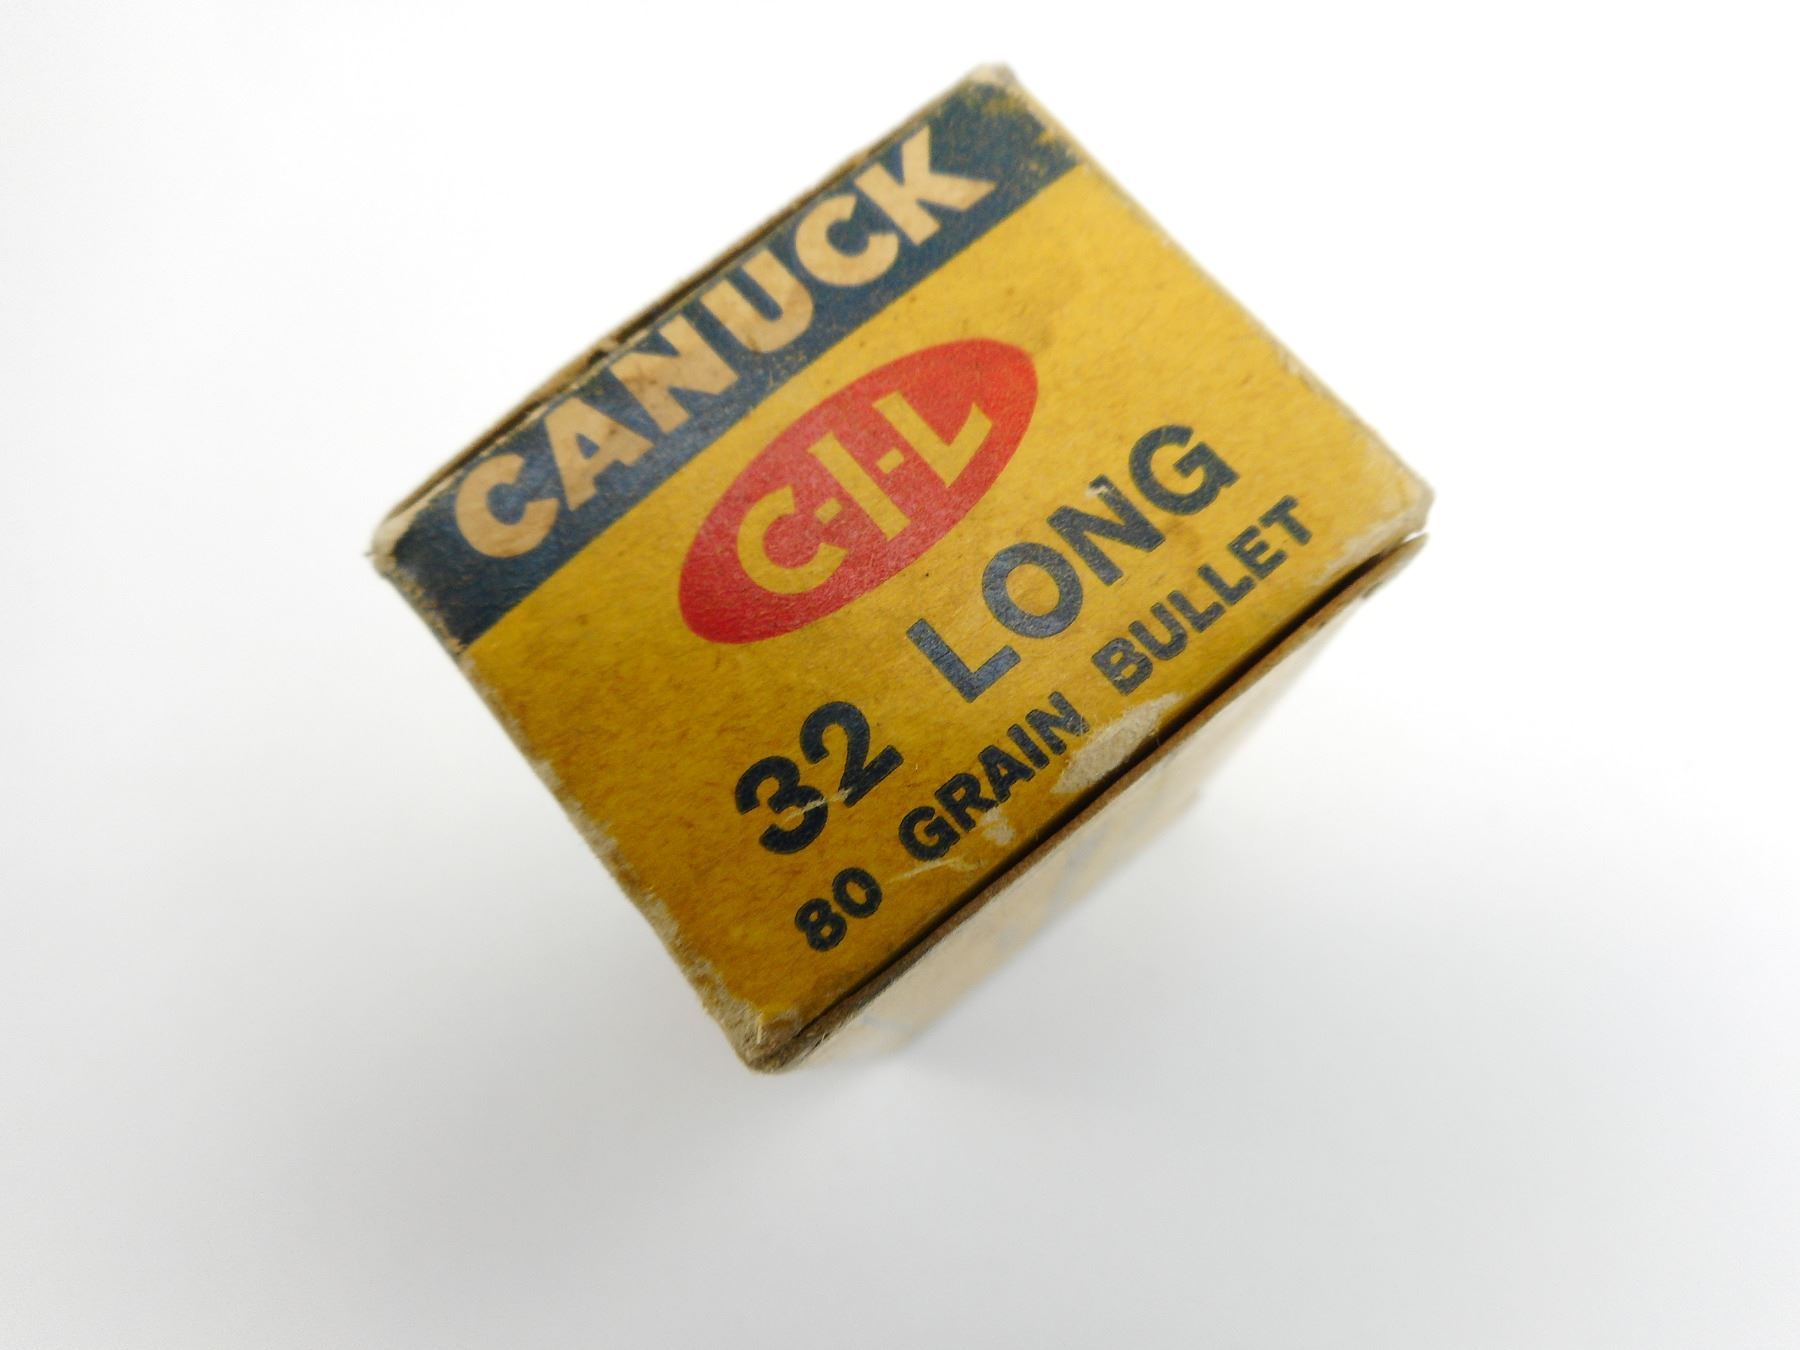 CANUCK
C-I-L
32 LONG
80 GRAIN BULLET